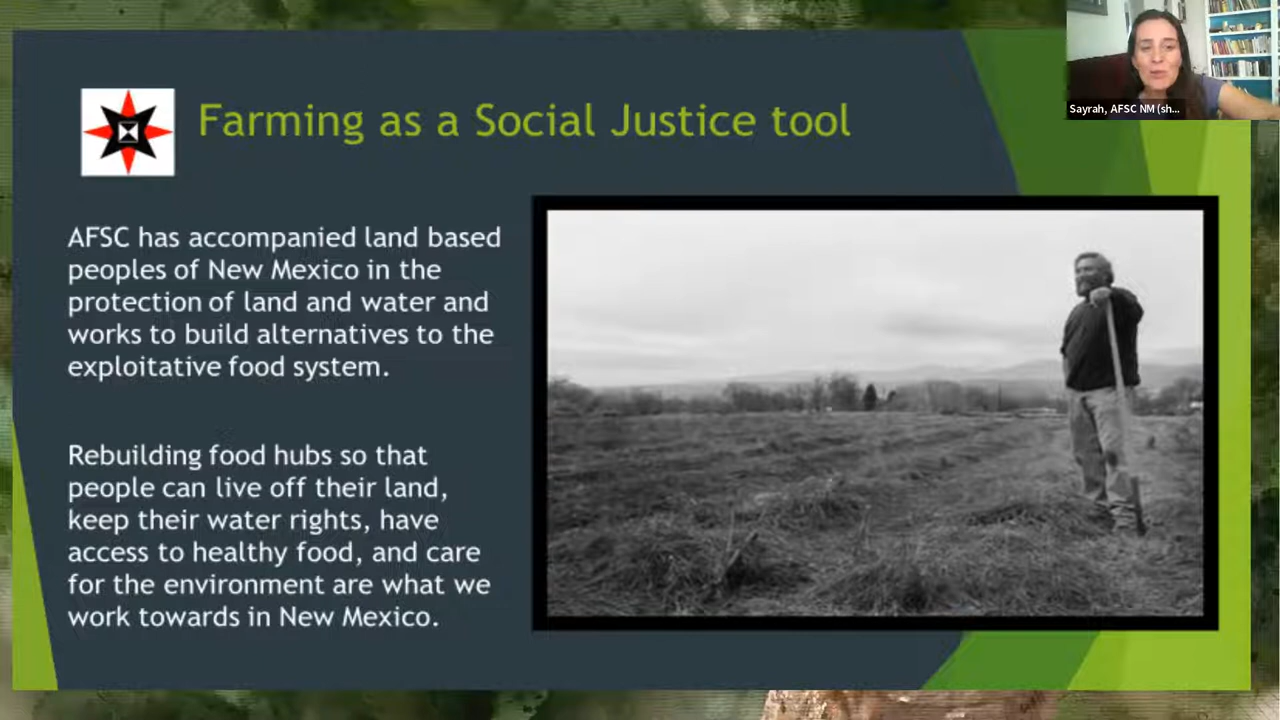 Sayrah, AFSC NM (sh...
Farming as a Social Justice tool
AFSC has accompanied land based
peoples of New Mexico in the
protection of land and water and
works to build alternatives to the
exploitative food system.
Rebuilding food hubs so that
people can live off their land,
keep their water rights, have
access to healthy food, and care
for the environment are what we
work towards in New Mexico.